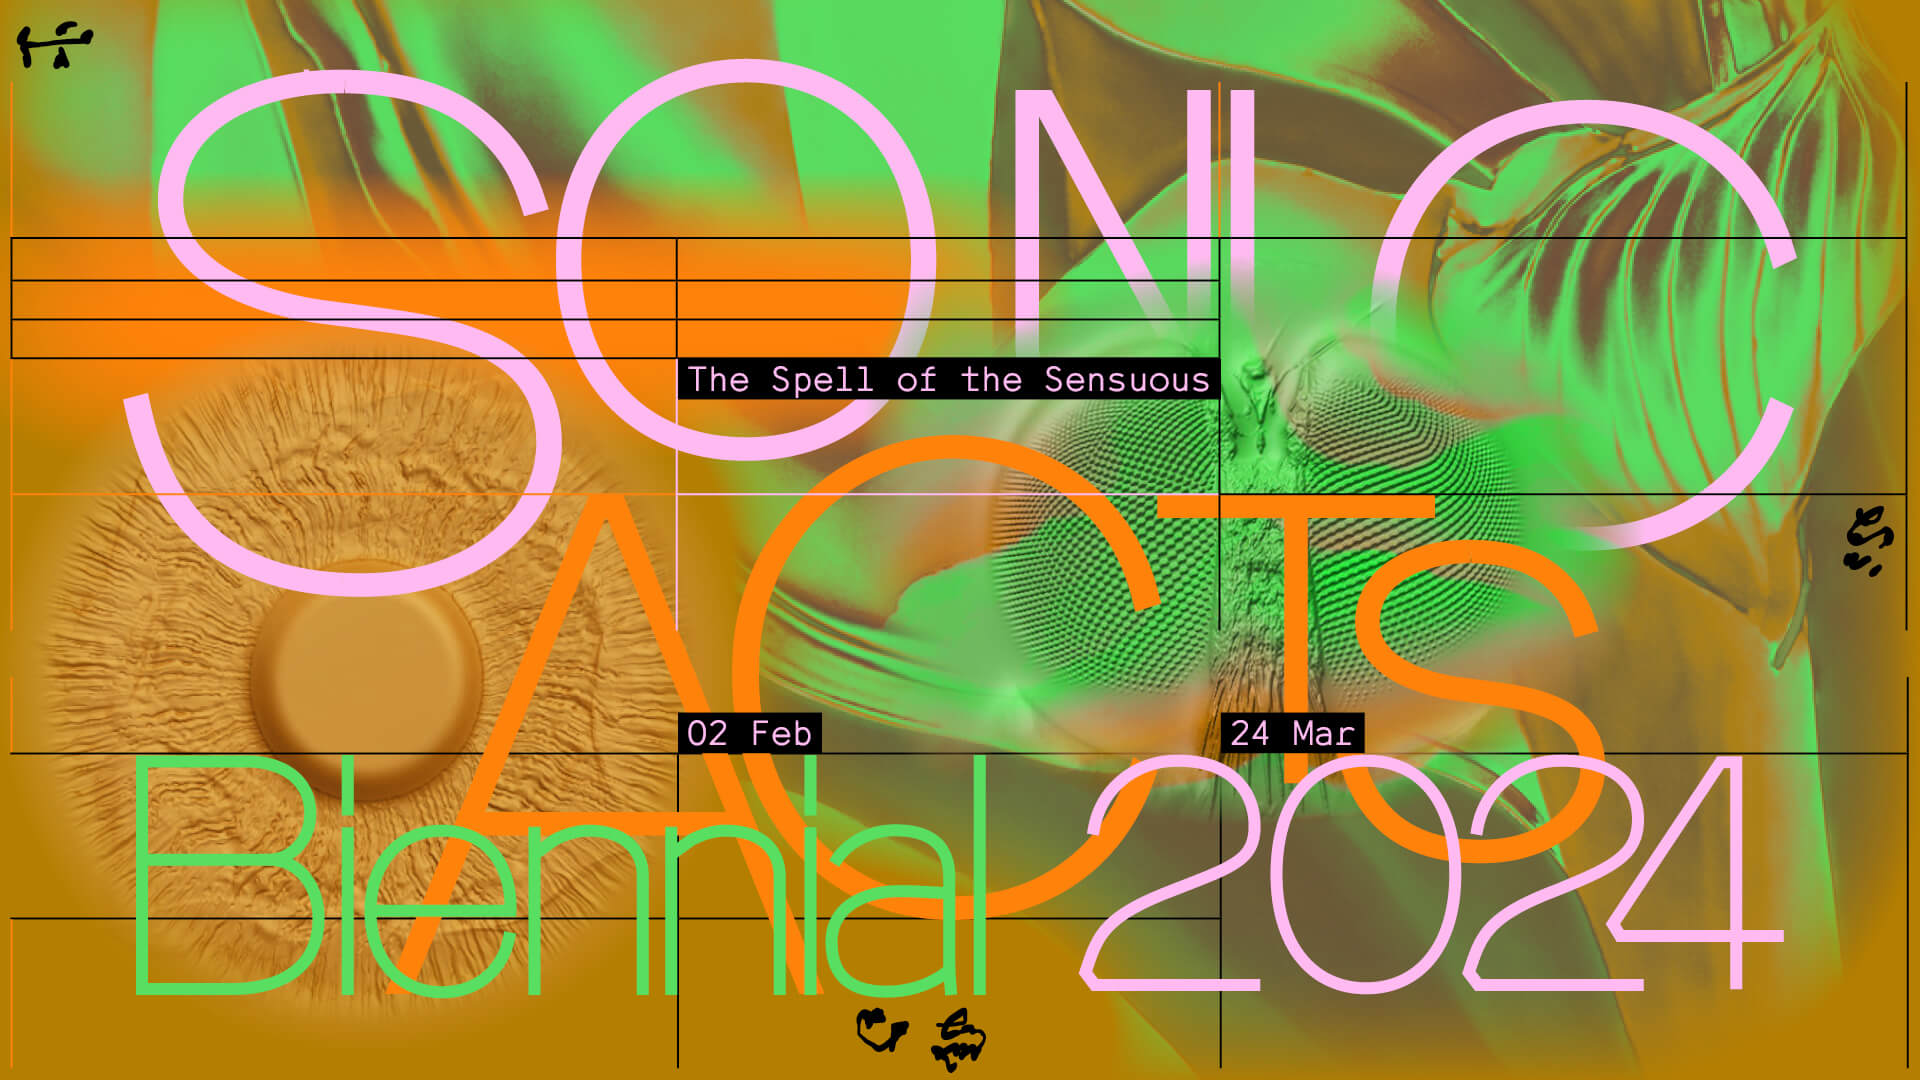 SONIC
The Spell of the Sensuous
ACTS
02 Feb
24 Mar
Biennial 2024